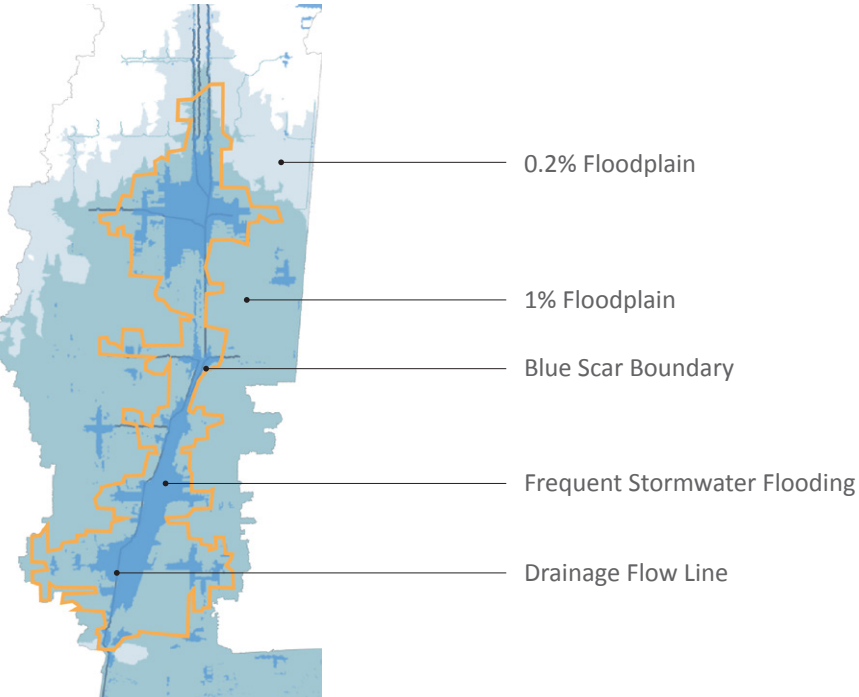 0.2% Floodplain
1% Floodplain
Blue Scar Boundary
Frequent Stormwater Flooding
Drainage Flow Line